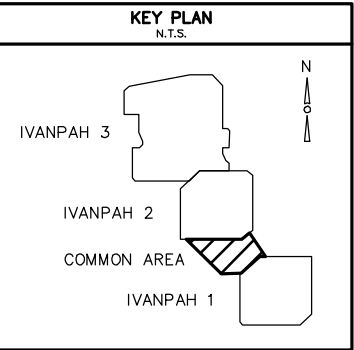 KEY PLAN
N.T.S.
N
IVANPAH 3
IVANPAH 2
COMMON AREA
IVANPAH 1